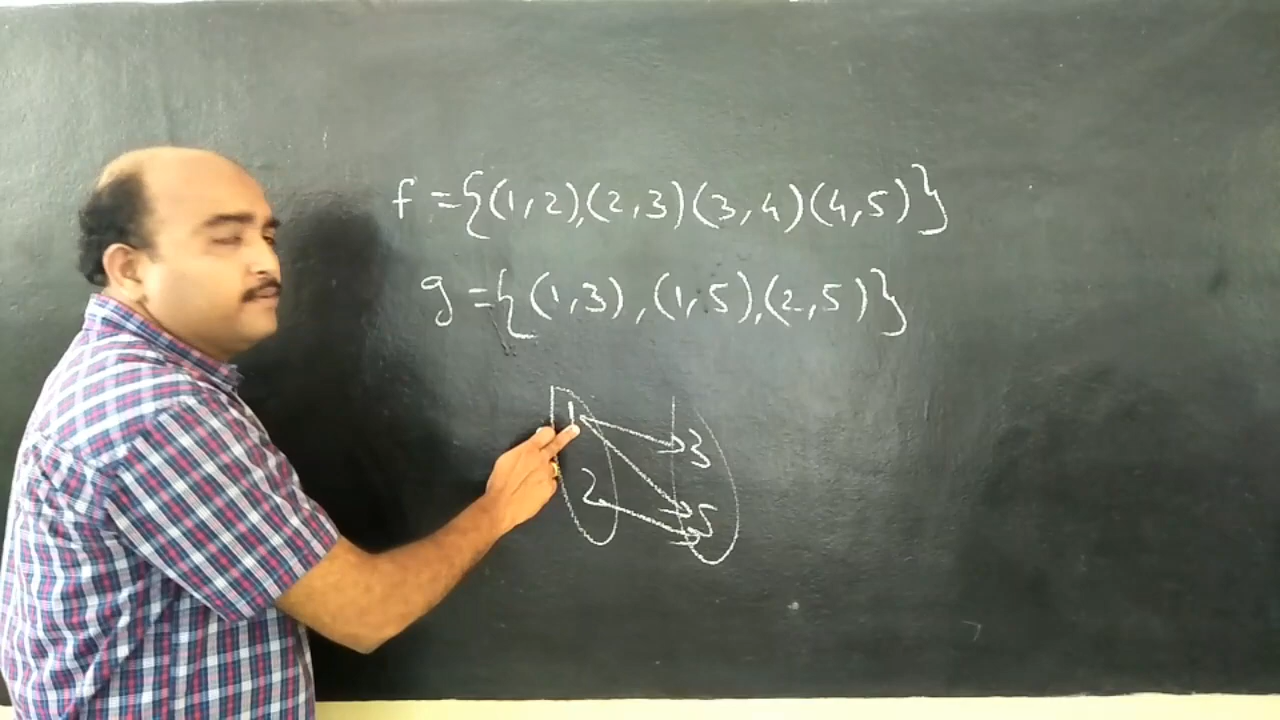 f = {(1,2),(2,3)(3,4)(4,5)}
g = {(1,3),(1,5),(2,5)}
1 3
2 5